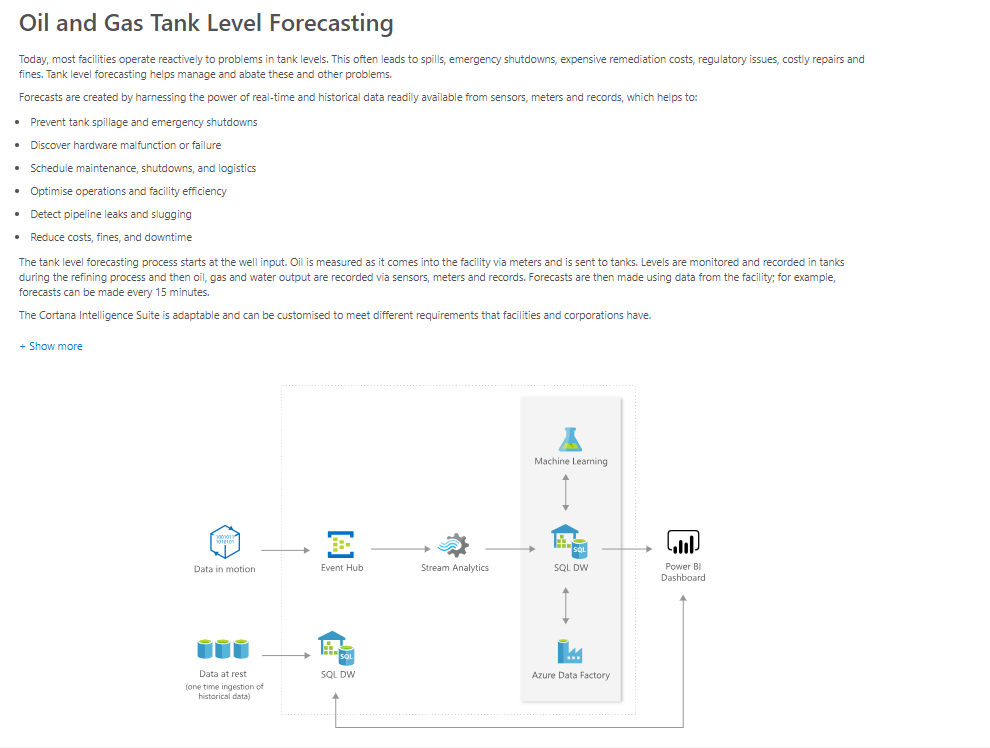 Oil and Gas Tank Level Forecasting
Today, most facilities operate reactively to problems in tank levels. This often leads to spills, emergency shutdowns, expensive remediation costs, regulatory issues, costly repairs and
fines. Tank level forecasting helps manage and abate these and other problems.
Forecasts are created by harnessing the power of real-time and historical data readily available from sensors, meters and records, which helps to:
• Prevent tank spillage and emergency shutdowns
• Discover hardware malfunction or failure
• Schedule maintenance, shutdowns, and logistics
• Optimise operations and facility efficiency
• Detect pipeline leaks and slugging
• Reduce costs, fines, and downtime
The tank level forecasting process starts at the well input. Oil is measured as it comes into the facility via meters and is sent to tanks. Levels are monitored and recorded in tanks
during the refining process and then oil, gas and water output are recorded via sensors, meters and records. Forecasts are then made using data from the facility; for example,
forecasts can be made every 15 minutes.
The Cortana Intelligence Suite is adaptable and can be customised to meet different requirements that facilities and corporations have.
+ Show more
Machine Learning
1001011
1010101
SQL
Data in motion
Event Hub
Stream Analytics
SQL DW
Power BI
Dashboard
SQL
Data at rest
(one time ingestion of
historical data)
SQL DW
Azure Data Factory